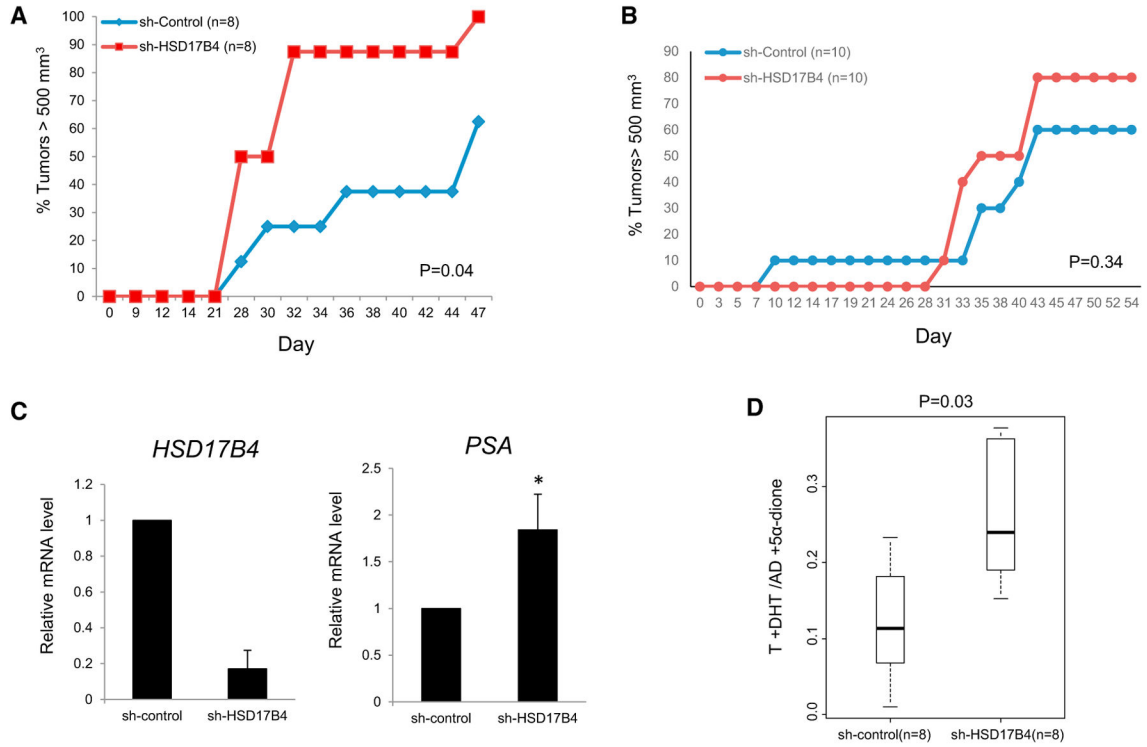 A
sh-Control (n=8)
sh-HSD17B4 (n=8)
% Tumors > 500 mm³
100
90
80
70
60
50
40
30
20
10
0
P=0.04
0 9 12 14 21 28 30 32 34 36 38 40 42 44 47
Day
B
sh-Control (n=10)
sh-HSD17B4 (n=10)
% Tumors> 500 mm³
90
80
70
60
50
40
30
20
10
0
P=0.34
0 3 5 7 10 12 14 17 19 21 24 26 28 31 33 35 38 40 43 45 47 50 52 54
Day
C
HSD17B4
Relative mRNA level
1.2
1
0.8
0.6
0.4
0.2
0
sh-control sh-HSD17B4
PSA
Relative mRNA level
2.5
2
1.5
1
0.5
0
*
sh-control sh-HSD17B4
D
P=0.03
T +DHT /AD +5α-dione
0.3
0.2
0.1
0.0
sh-control(n=8) sh-HSD17B4(n=8)